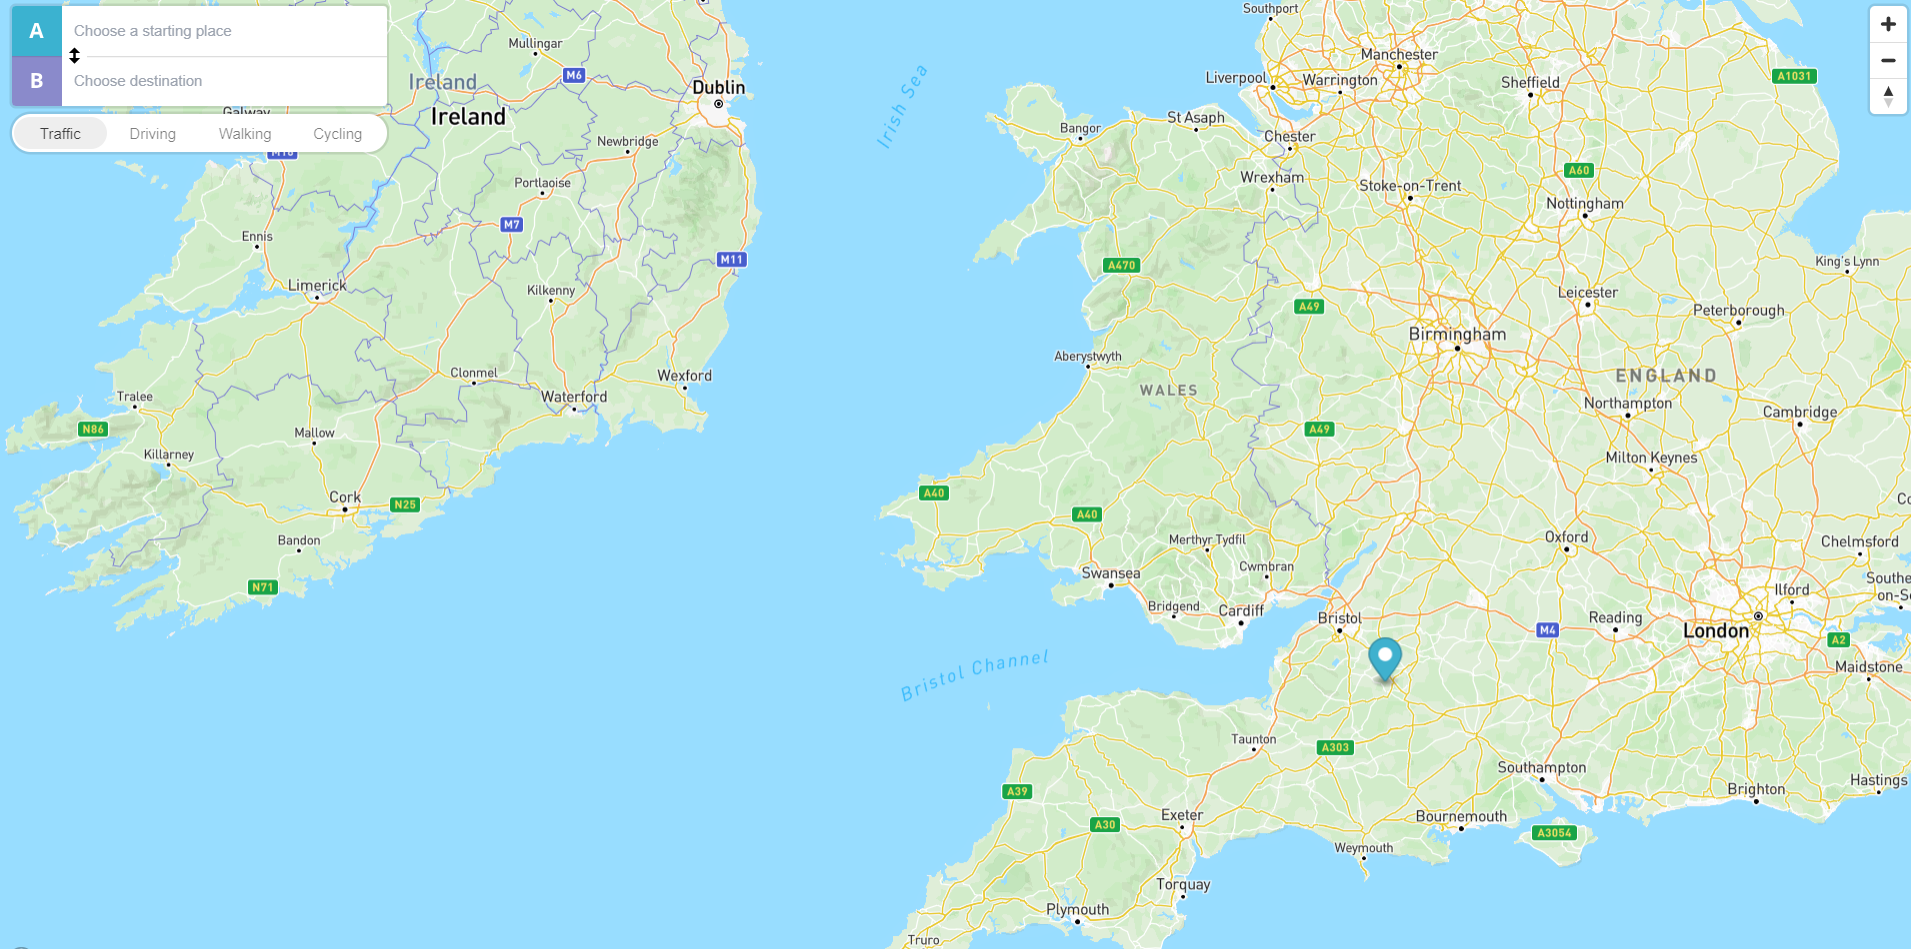 A
Choose a starting place
B
Choose destination
Traffic
Driving
Walking
Cycling
Mullingar
M6
Ireland
Ireland
Dublin
Galway
M18
Newbridge
Portlaoise
M7
Ennis
M11
Limerick
Kilkenny
Clonmel
Wexford
Tralee
Waterford
N86
Mallow
Killarney
Cork
N25
Bandon
N71
Irish Sea
Southport
Manchester
Liverpool
Warrington
Sheffield
A1031
Bangor
St Asaph
Chester
Wrexham
Stoke-on-Trent
A60
Nottingham
A470
King's Lynn
A49
Leicester
Peterborough
Birmingham
Aberystwyth
WALES
ENGLAND
Northampton
Cambridge
A49
Milton Keynes
A40
A40
Co
Merthyr Tydfil
Oxford
Chelmsford
Swansea
Cwmbran
Ilford
Southe
on-S
Bridgend
Cardiff
Bristol
M4
Reading
London
A2
Maidstone
Bristol Channel
Taunton
A303
Southampton
Hastings
A39
Brighton
A30
Exeter
Bournemouth
A3054
Weymouth
Torquay
Plymouth
Truro